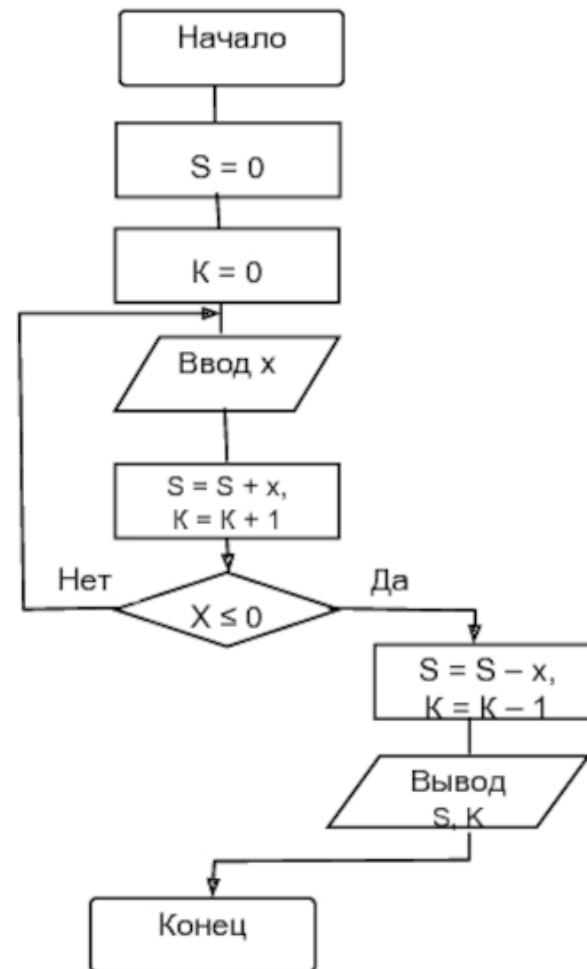 Начало
S = 0
K = 0
Ввод x
S = S + x,
K = K + 1
Нет
Да
X ≤ 0
S = S – x,
K = K – 1
Вывод
S, K
Конец